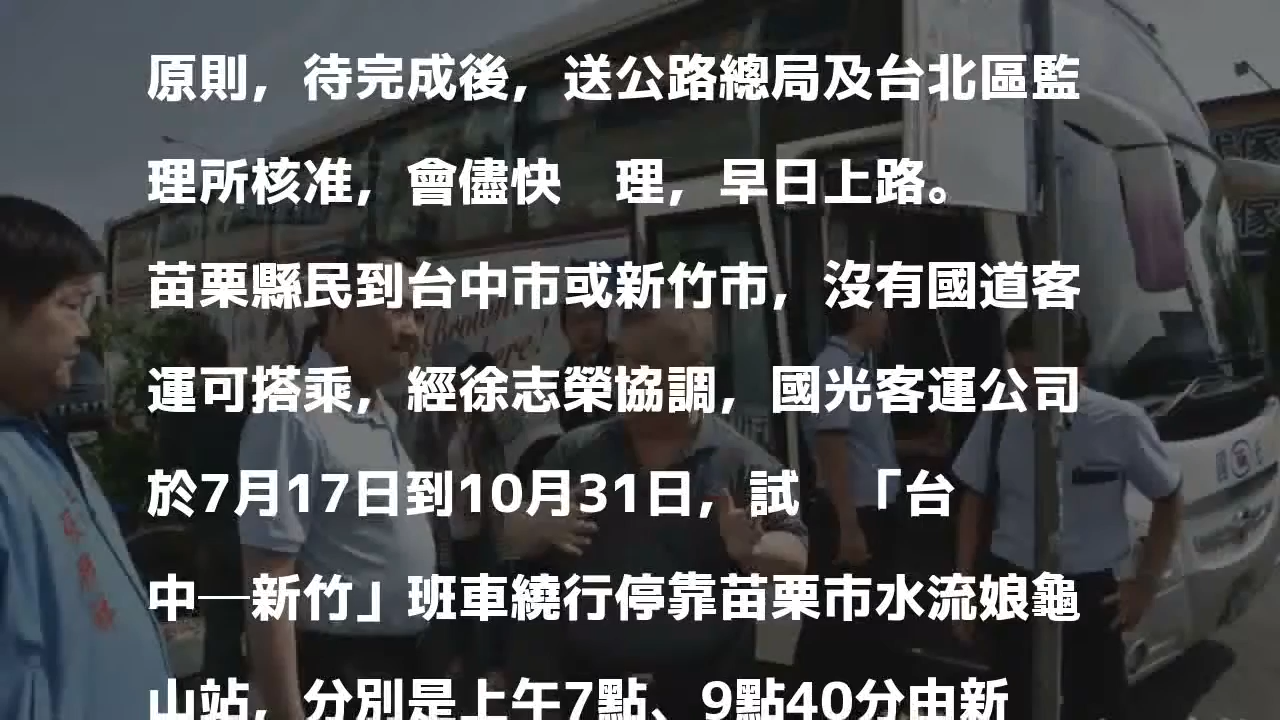 原則，待完成後，送公路總局及台北區監
理所核准，會儘快　理，早日上路。
苗栗縣民到台中市或新竹市，沒有國道客
運可搭乘，經徐志榮協調，國光客運公司
於7月17日到10月31日，試　「台
中─新竹」班車繞行停靠苗栗市水流娘龜
山站，分別是上午7點、9點40分由新